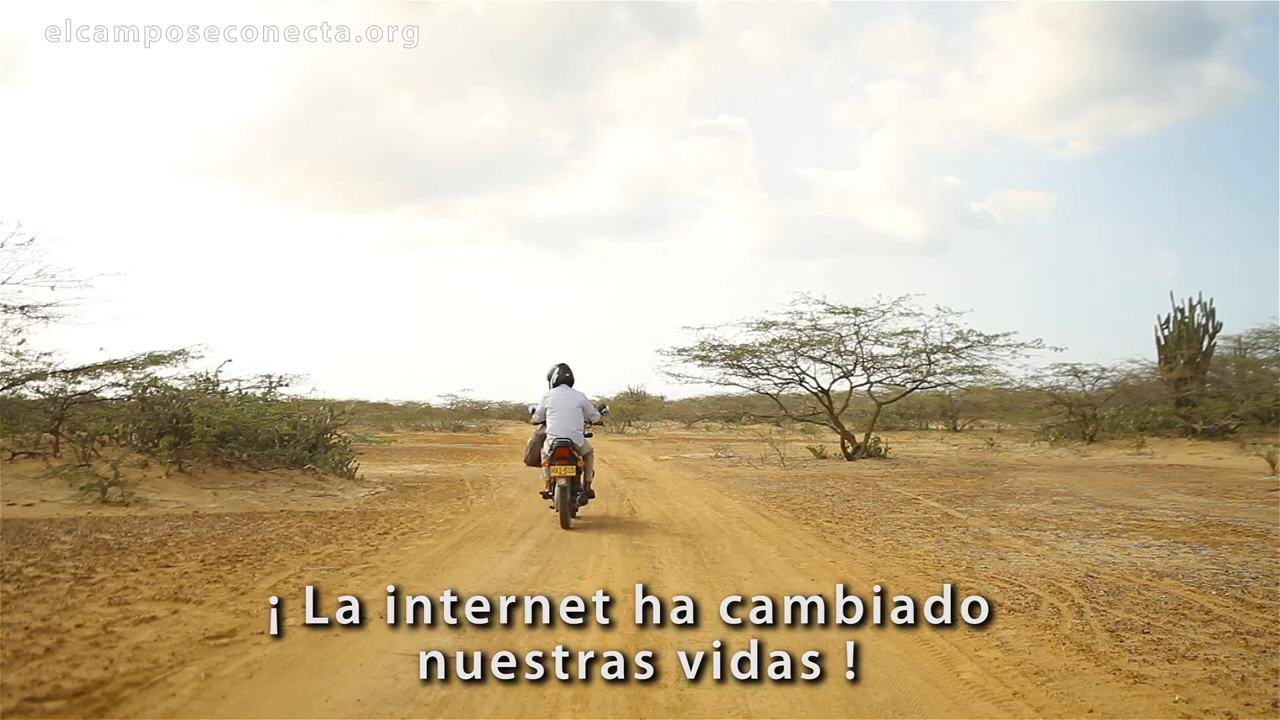 elcamposeconecta.org
¡ La internet ha cambiado
nuestras vidas !